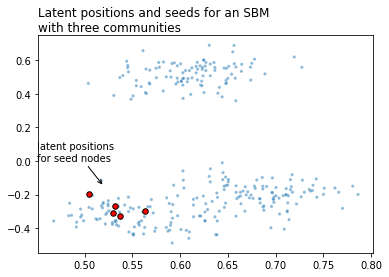 Latent positions and seeds for an SBM
with three communities
0.6
0.4
0.2
0.0
−0.2
−0.4
latent positions
for seed nodes
0.50 0.55 0.60 0.65 0.70 0.75 0.80